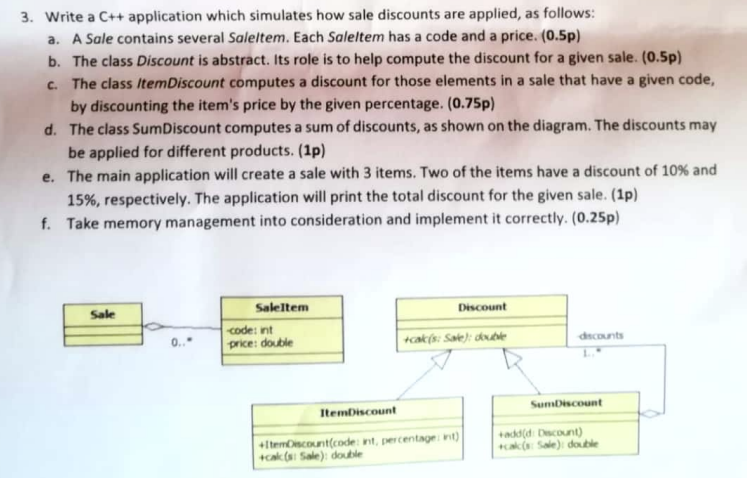 3. Write a C++ application which simulates how sale discounts are applied, as follows:
a. A Sale contains several SaleItem. Each SaleItem has a code and a price. (0.5p)
b. The class Discount is abstract. Its role is to help compute the discount for a given sale. (0.5p)
c. The class ItemDiscount computes a discount for those elements in a sale that have a given code,
by discounting the item's price by the given percentage. (0.75p)
d. The class SumDiscount computes a sum of discounts, as shown on the diagram. The discounts may
be applied for different products. (1p)
e. The main application will create a sale with 3 items. Two of the items have a discount of 10% and
15%, respectively. The application will print the total discount for the given sale. (1p)
f. Take memory management into consideration and implement it correctly. (0.25p)
Sale
0..*
SaleItem
-code: int
-price: double
Discount
+calc(s: Sale): double
-discounts
1..*
ItemDiscount
+ItemDiscount(code: int, percentage: int)
+calc(s: Sale): double
SumDiscount
+add(d: Discount)
+calc(s: Sale): double